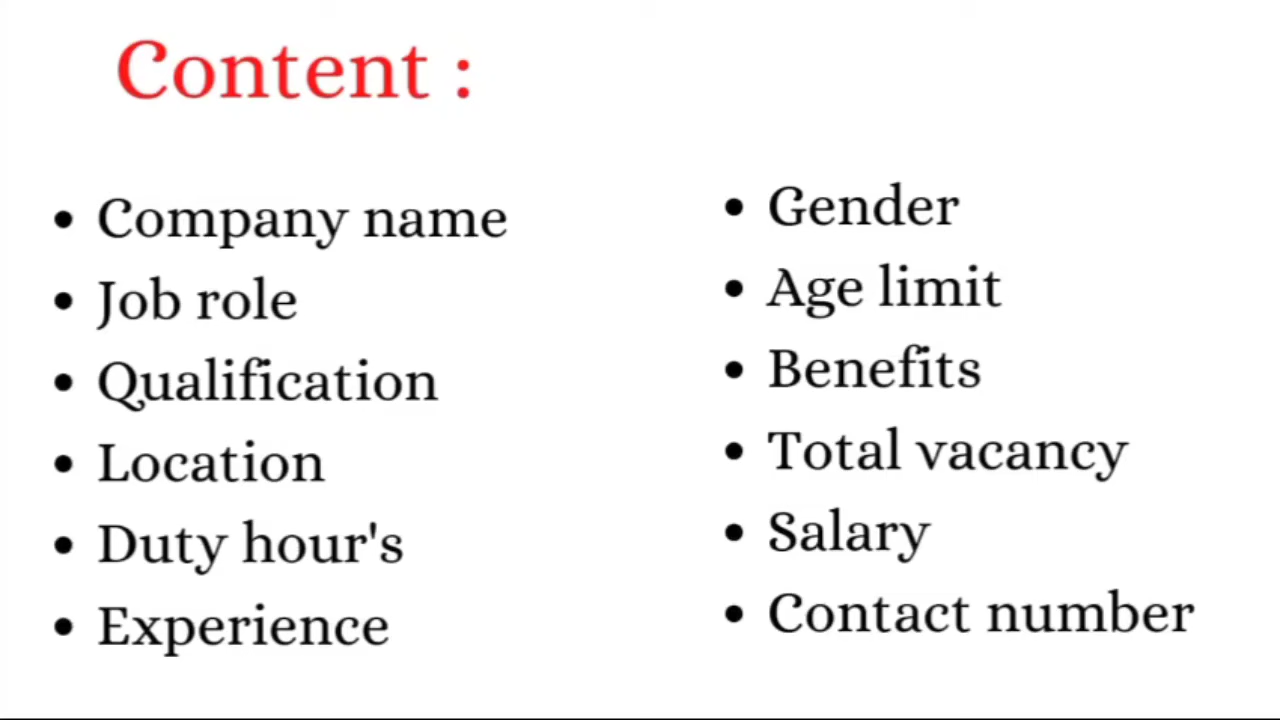 Content :
Company name
Job role
Qualification
Location
Duty hour's
Experience
Gender
Age limit
Benefits
Total vacancy
Salary
Contact number